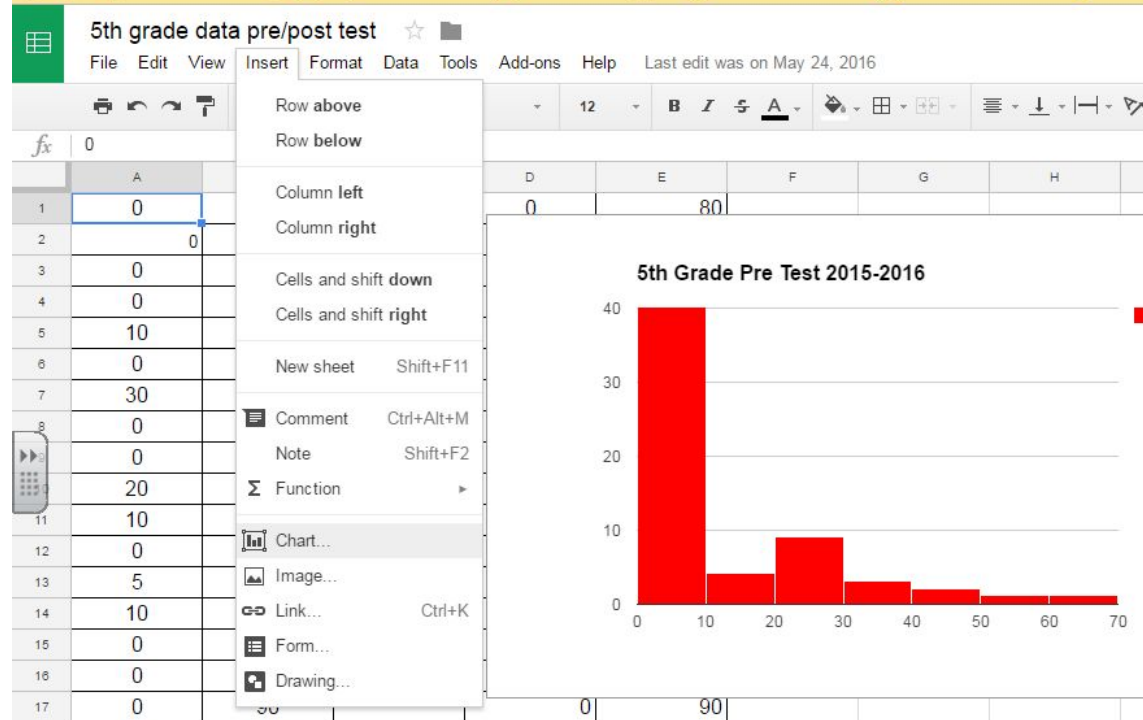 5th grade data pre/post test
File Edit View Insert Format Data Tools Add-ons Help Last edit was on May 24, 2016
12 B I S A
fx 0
A D E F G H
1 0 0 80
2 0
3 0
4 0
5 10
6 0
7 30
8 0
9 0
20
11 10
12 0
13 5
14 10
15 0
16 0
17 0 90 0 90
Row above
Row below
Column left
Column right
Cells and shift down
Cells and shift right
New sheet Shift+F11
Comment Ctrl+Alt+M
Note Shift+F2
Σ Function
Chart...
Image...
Link... Ctrl+K
Form...
Drawing...
5th Grade Pre Test 2015-2016
40
30
20
10
0
0 10 20 30 40 50 60 70